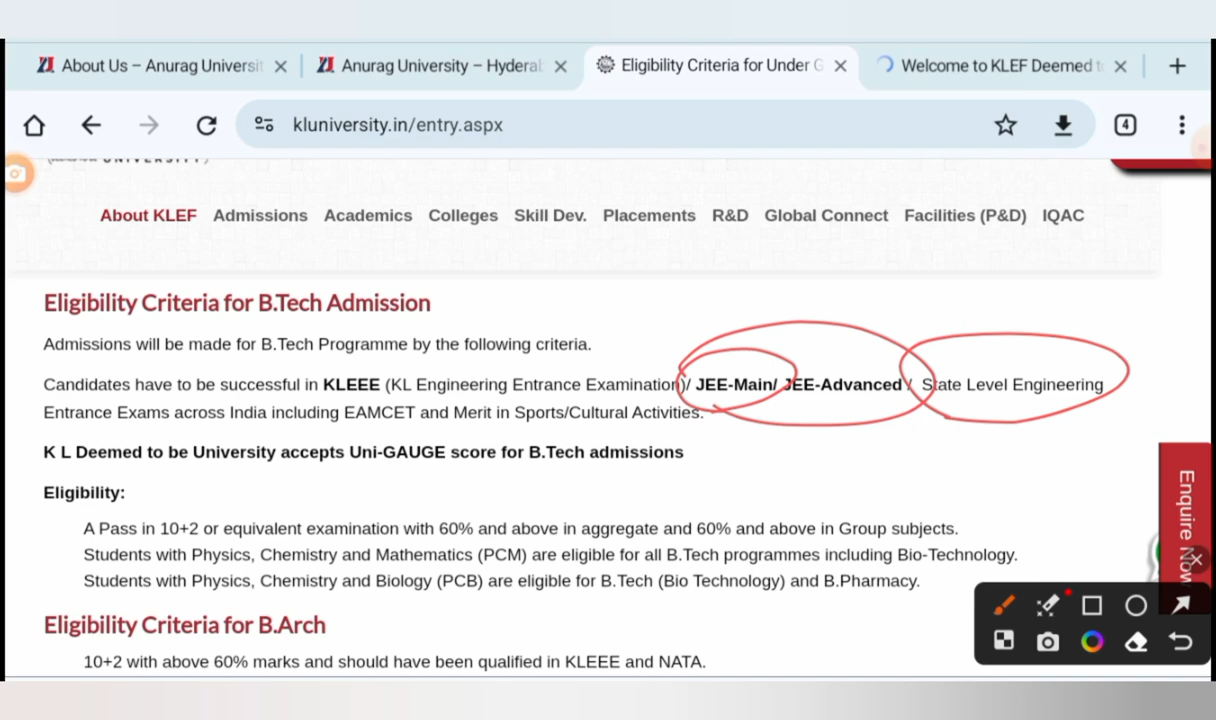 About Us – Anurag Universit
Anurag University – Hydera
Eligibility Criteria for Under G
Welcome to KLEF Deemed t
kluniversity.in/entry.aspx
4
UNIVERSITY)
About KLEF Admissions Academics Colleges Skill Dev. Placements R&D Global Connect Facilities (P&D) IQAC
Eligibility Criteria for B.Tech Admission
Admissions will be made for B.Tech Programme by the following criteria.
Candidates have to be successful in KLEEE (KL Engineering Entrance Examination)/ JEE-Main/ JEE-Advanced / State Level Engineering
Entrance Exams across India including EAMCET and Merit in Sports/Cultural Activities.
K L Deemed to be University accepts Uni-GAUGE score for B.Tech admissions
Eligibility:
A Pass in 10+2 or equivalent examination with 60% and above in aggregate and 60% and above in Group subjects.
Students with Physics, Chemistry and Mathematics (PCM) are eligible for all B.Tech programmes including Bio-Technology.
Students with Physics, Chemistry and Biology (PCB) are eligible for B.Tech (Bio Technology) and B.Pharmacy.
Eligibility Criteria for B.Arch
10+2 with above 60% marks and should have been qualified in KLEEE and NATA.
Enquire Now